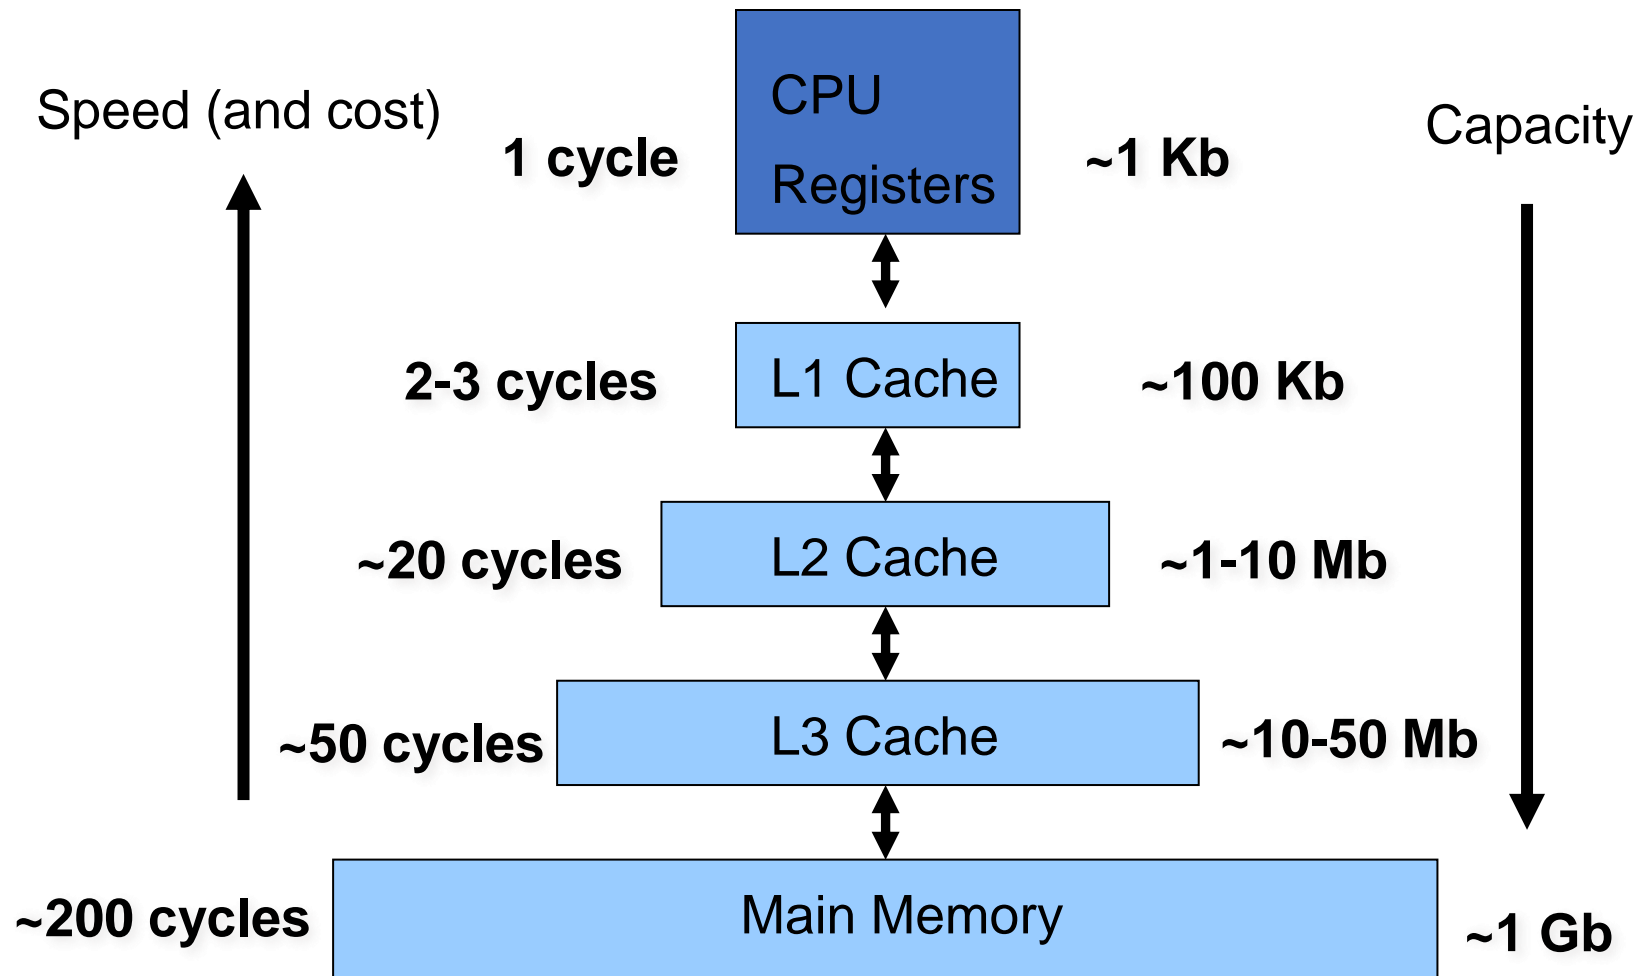 Speed (and cost)
CPU
Registers
1 cycle
~1 Kb
Capacity
2-3 cycles
L1 Cache
~100 Kb
~20 cycles
L2 Cache
~1-10 Mb
~50 cycles
L3 Cache
~10-50 Mb
~200 cycles
Main Memory
~1 Gb